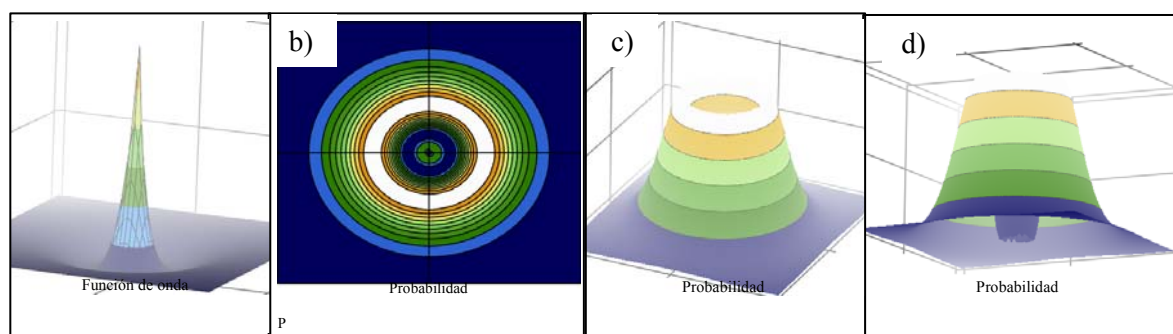 b)
c)
d)
Función de onda
Probabilidad
Probabilidad
Probabilidad
P